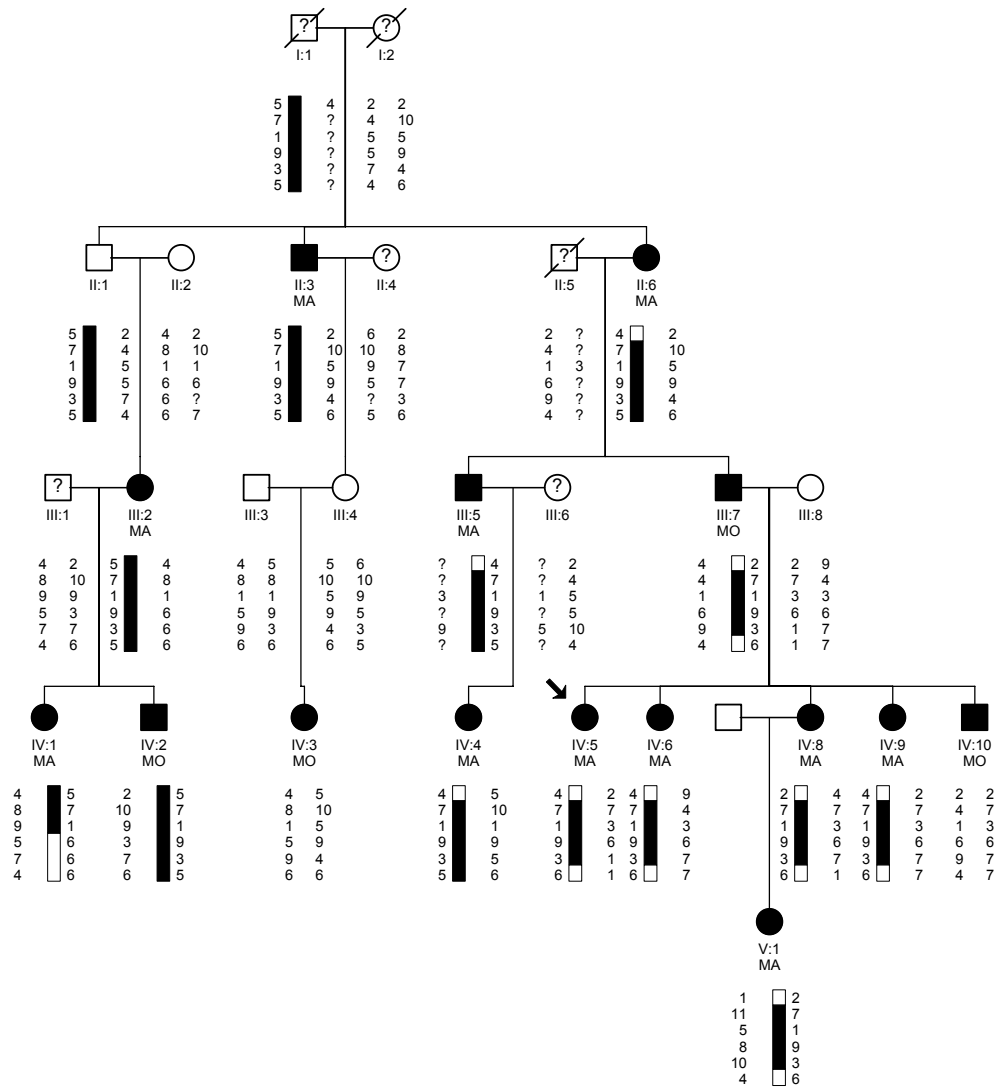 ? ?
I:1 I:2
5 4 2 2
7 ? 4 10
1 ? 5 5
9 ? 5 9
3 ? 7 4
5 ? 4 6
? ?
II:1 II:2 II:3 II:4 II:5 II:6
MA MA
5 2 4 2 5 2 6 2 2 ? 4 2
7 4 8 10 7 10 10 8 4 ? 7 10
1 5 1 1 1 5 9 7 1 3 1 5
9 5 6 6 9 9 5 7 6 ? 9 9
3 7 6 ? 3 4 ? 3 9 ? 3 4
5 4 6 7 5 6 5 6 4 ? 5 6
? ?
III:1 III:2 III:3 III:4 III:5 III:6 III:7 III:8
MA MA MO
4 2 5 4 4 5 5 6 ? 4 ? 2 4 2 2 9
8 10 7 8 8 8 10 10 ? 7 ? 4 4 7 7 4
9 9 1 1 1 1 5 9 3 1 1 5 1 1 3 3
5 3 9 6 5 9 9 5 ? 9 ? 5 6 9 6 6
7 7 3 6 9 3 4 3 9 3 5 10 9 3 1 7
4 6 5 6 6 6 6 5 ? 5 ? 4 4 6 1 7
IV:1 IV:2 IV:3 IV:4 IV:5 IV:6 IV:8 IV:9 IV:10
MA MO MO MA MA MA MA MA MO
4 5 2 5 4 5 4 5 4 2 4 9 2 4 4 2 2 2
8 7 10 7 8 10 7 10 7 7 7 4 7 7 7 7 4 7
9 1 9 1 1 5 1 1 1 3 1 3 1 3 1 3 1 3
5 6 3 9 5 9 9 9 9 6 9 6 9 6 9 6 6 6
7 6 7 3 9 4 3 5 3 1 3 7 3 7 3 7 9 7
4 6 6 5 6 6 5 6 6 1 6 7 6 1 6 7 4 7
V:1
MA
1 2
11 7
5 1
8 9
10 3
4 6